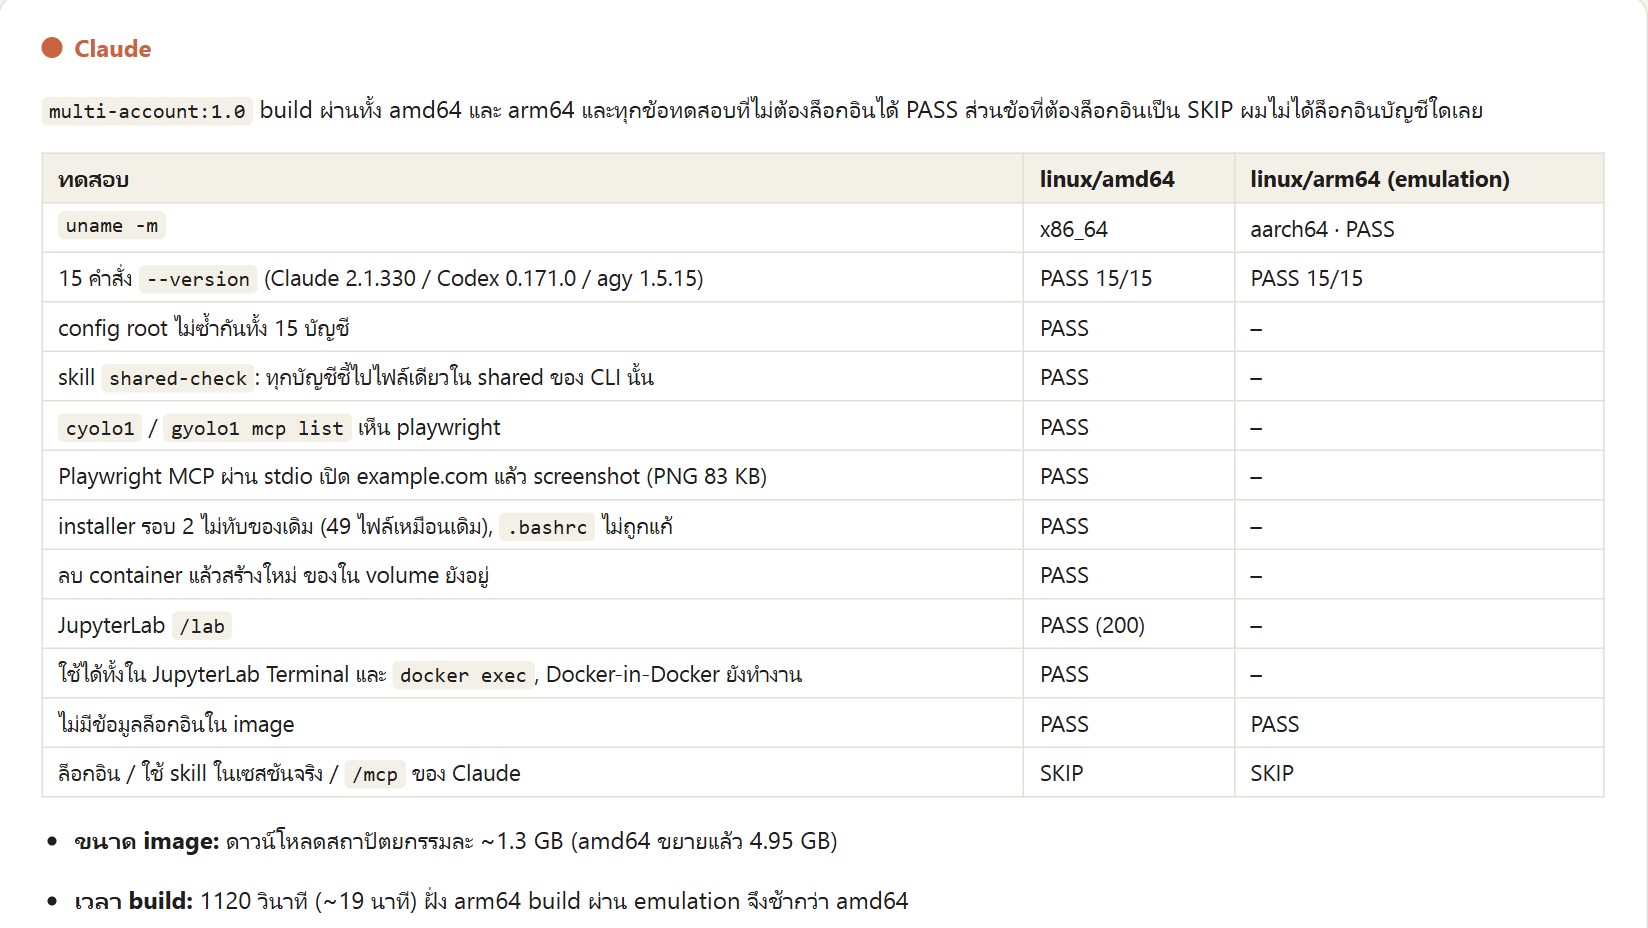 Claude
multi-account:1.0 build ผ่านทั้ง amd64 และ arm64 และทุกข้อทดสอบที่ไม่ต้องล็อกอินได้ PASS ส่วนข้อที่ต้องล็อกอินเป็น SKIP ผมไม่ได้ล็อกอินบัญชีใดเลย
ทดสอบ linux/amd64 linux/arm64 (emulation)
uname -m x86_64 aarch64 · PASS
15 คำสั่ง --version (Claude 2.1.330 / Codex 0.171.0 / agy 1.5.15) PASS 15/15 PASS 15/15
config root ไม่ซ้ำกันทั้ง 15 บัญชี PASS –
skill shared-check: ทุกบัญชีชี้ไปไฟล์เดียวใน shared ของ CLI นั้น PASS –
cyolo1 / gyolo1 mcp list เห็น playwright PASS –
Playwright MCP ผ่าน stdio เปิด example.com แล้ว screenshot (PNG 83 KB) PASS –
installer รอบ 2 ไม่ทับของเดิม (49 ไฟล์เหมือนเดิม), .bashrc ไม่ถูกแก้ PASS –
ลบ container แล้วสร้างใหม่ ของใน volume ยังอยู่ PASS –
JupyterLab /lab PASS (200) –
ใช้ได้ทั้งใน JupyterLab Terminal และ docker exec, Docker-in-Docker ยังทำงาน PASS –
ไม่มีข้อมูลล็อกอินใน image PASS PASS
ล็อกอิน / ใช้ skill ในเซสชันจริง / /mcp ของ Claude SKIP SKIP
• ขนาด image: ดาวน์โหลดสถาปัตยกรรมละ ~1.3 GB (amd64 ขยายแล้ว 4.95 GB)
• เวลา build: 1120 วินาที (~19 นาที) ฝั่ง arm64 build ผ่าน emulation จึงช้ากว่า amd64